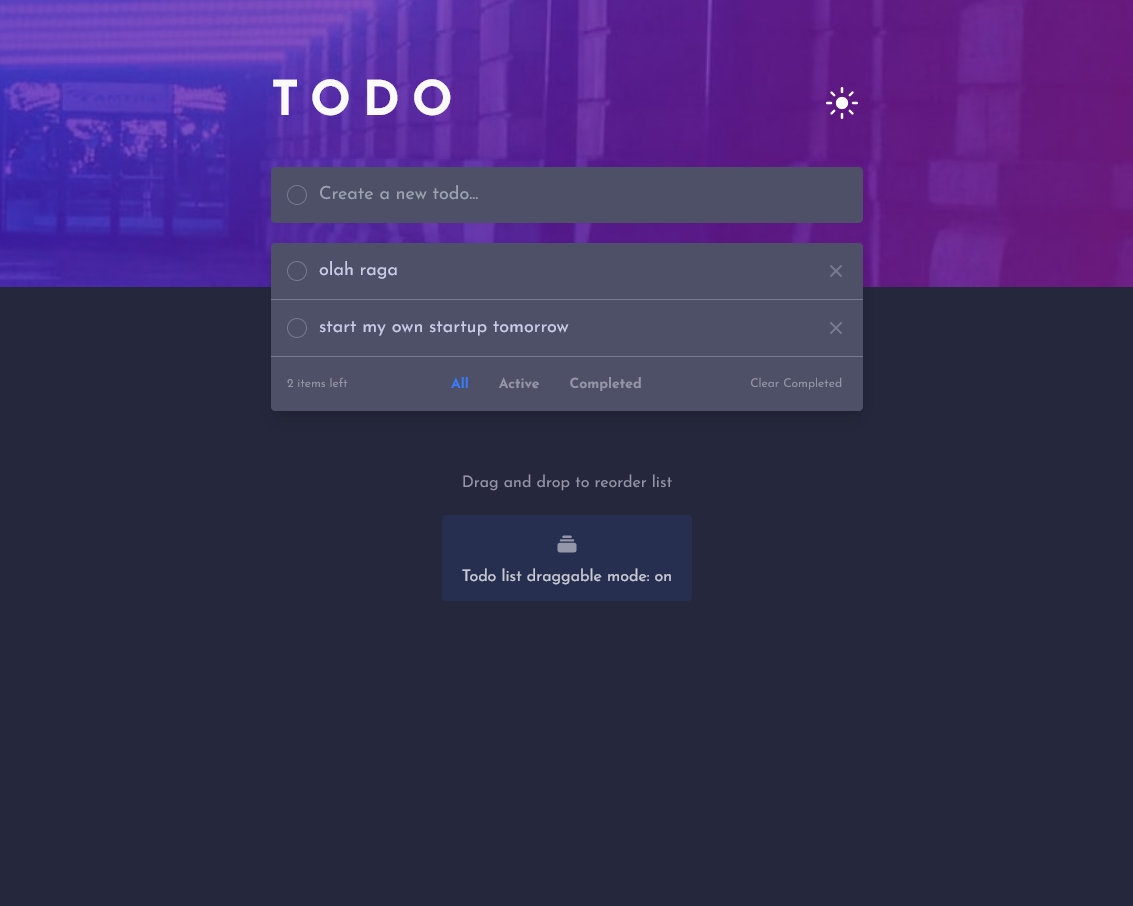 TODO
Create a new todo...
olah raga
start my own startup tomorrow
2 items left All Active Completed Clear Completed
Drag and drop to reorder list
Todo list draggable mode: on